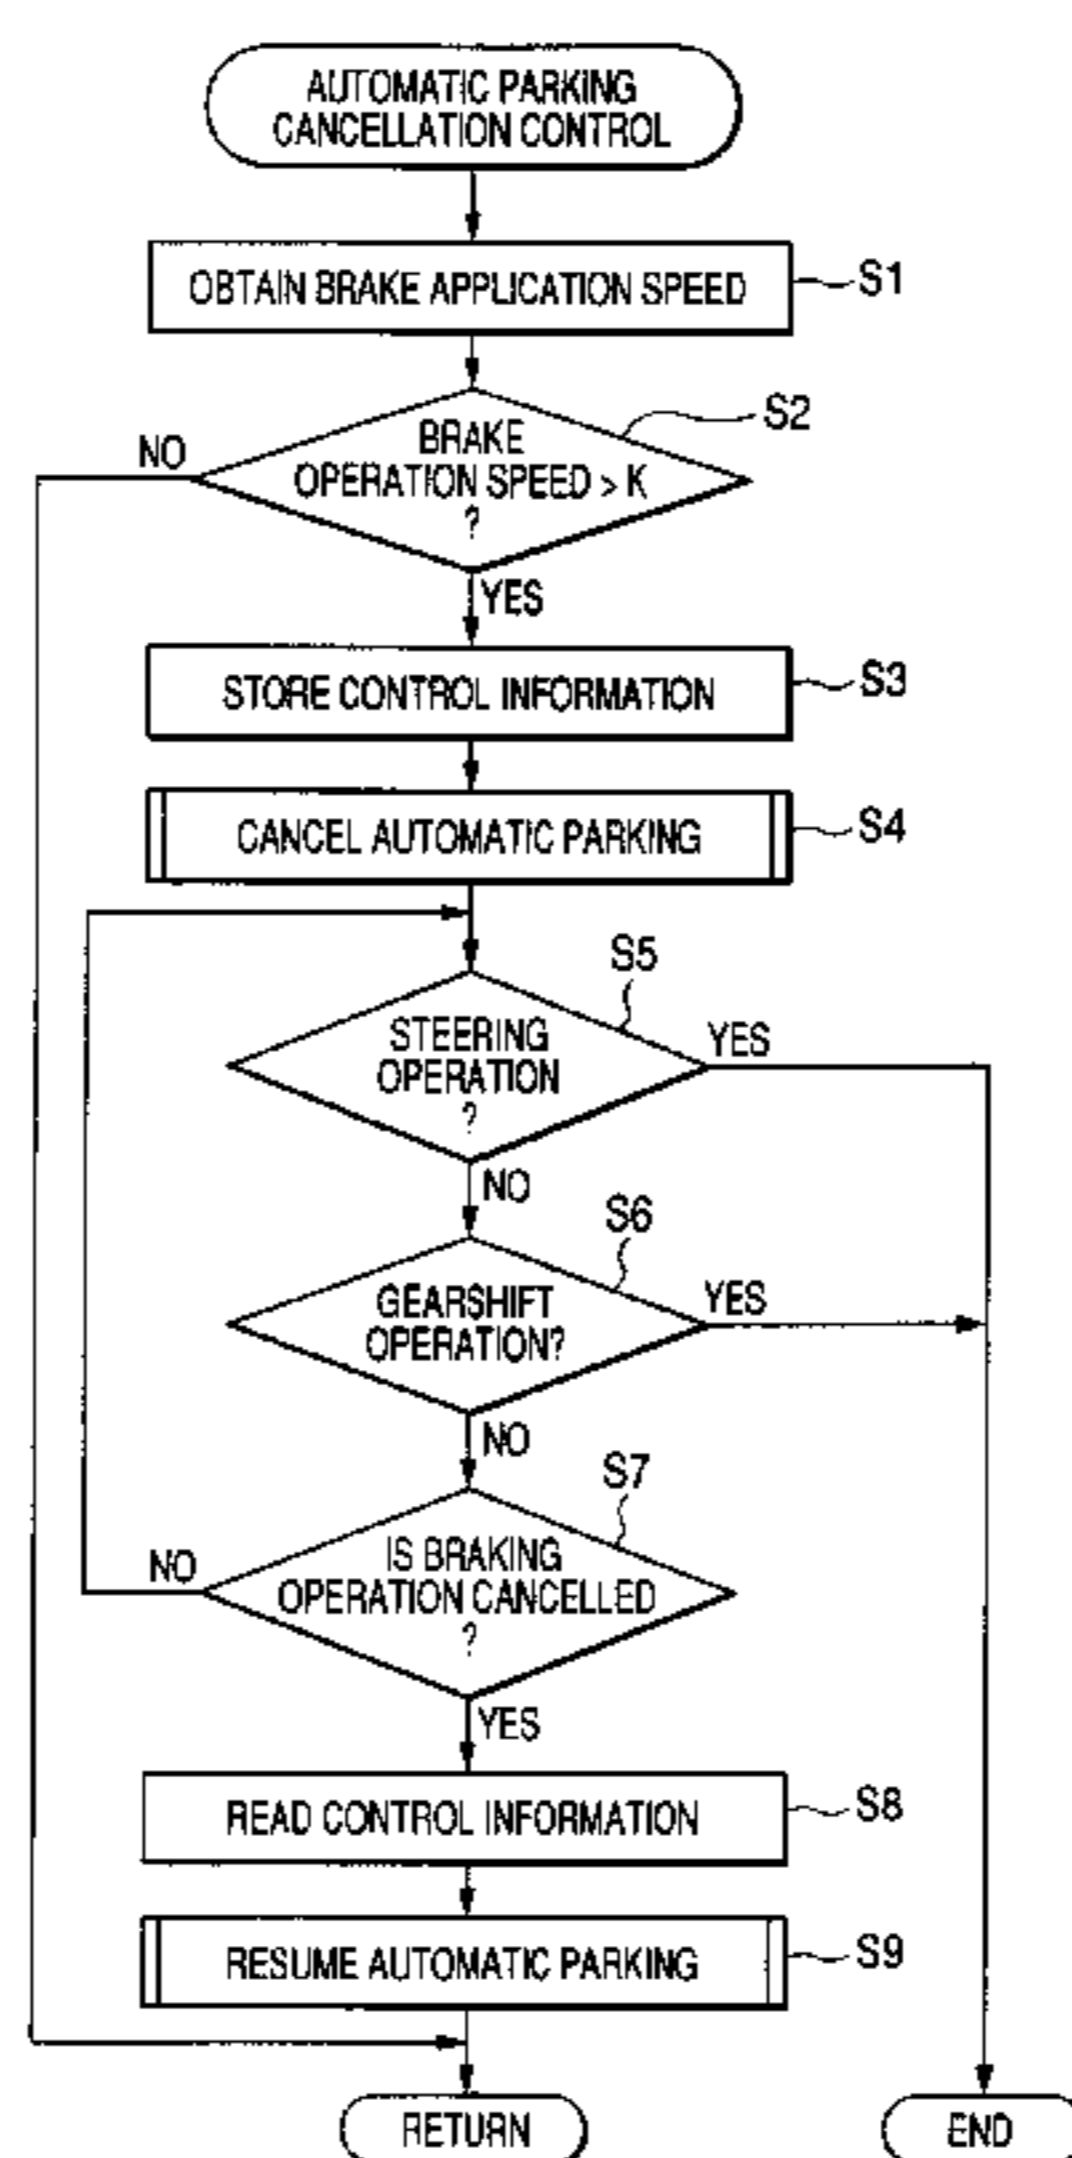 AUTOMATIC PARKING
CANCELLATION CONTROL
OBTAIN BRAKE APPLICATION SPEED
S1
S2
BRAKE
OPERATION SPEED > K
?
NO
YES
STORE CONTROL INFORMATION
S3
CANCEL AUTOMATIC PARKING
S4
S5
STEERING
OPERATION
?
YES
NO
S6
GEARSHIFT
OPERATION?
YES
NO
S7
IS BRAKING
OPERATION CANCELLED
?
NO
YES
READ CONTROL INFORMATION
S8
RESUME AUTOMATIC PARKING
S9
RETURN
END